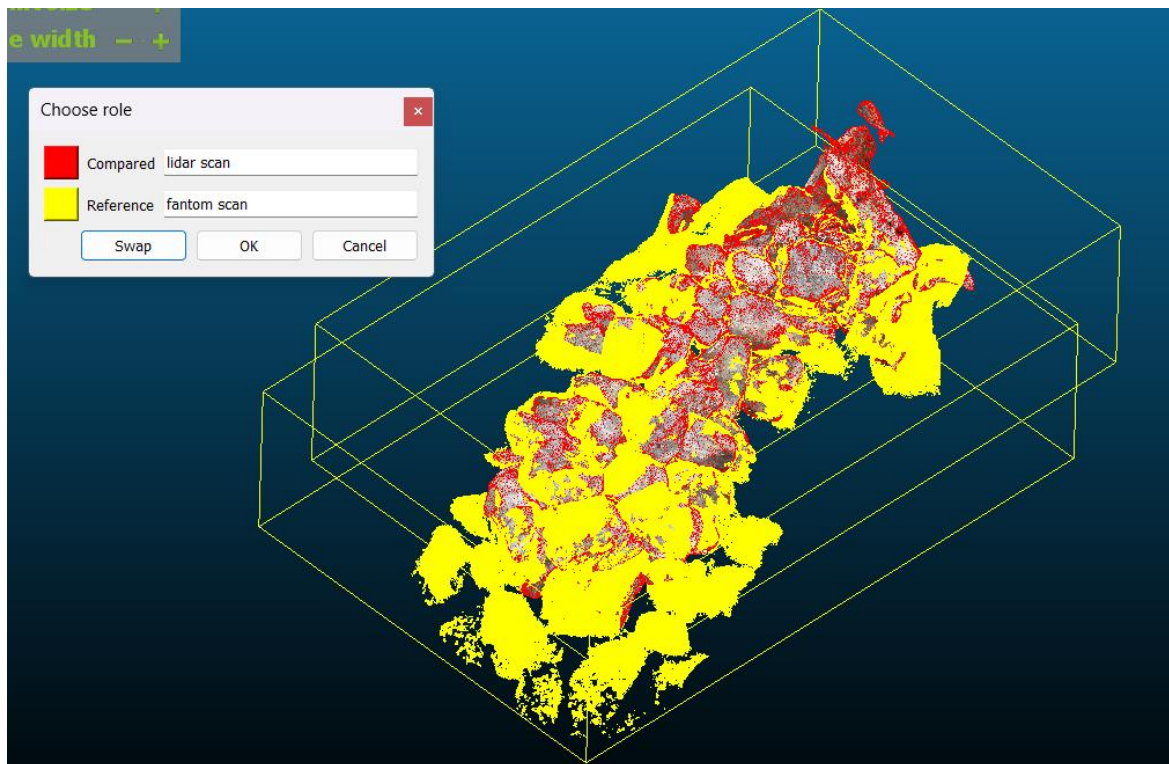 e width − +
Choose role
Compared lidar scan
Reference fantom scan
Swap OK Cancel